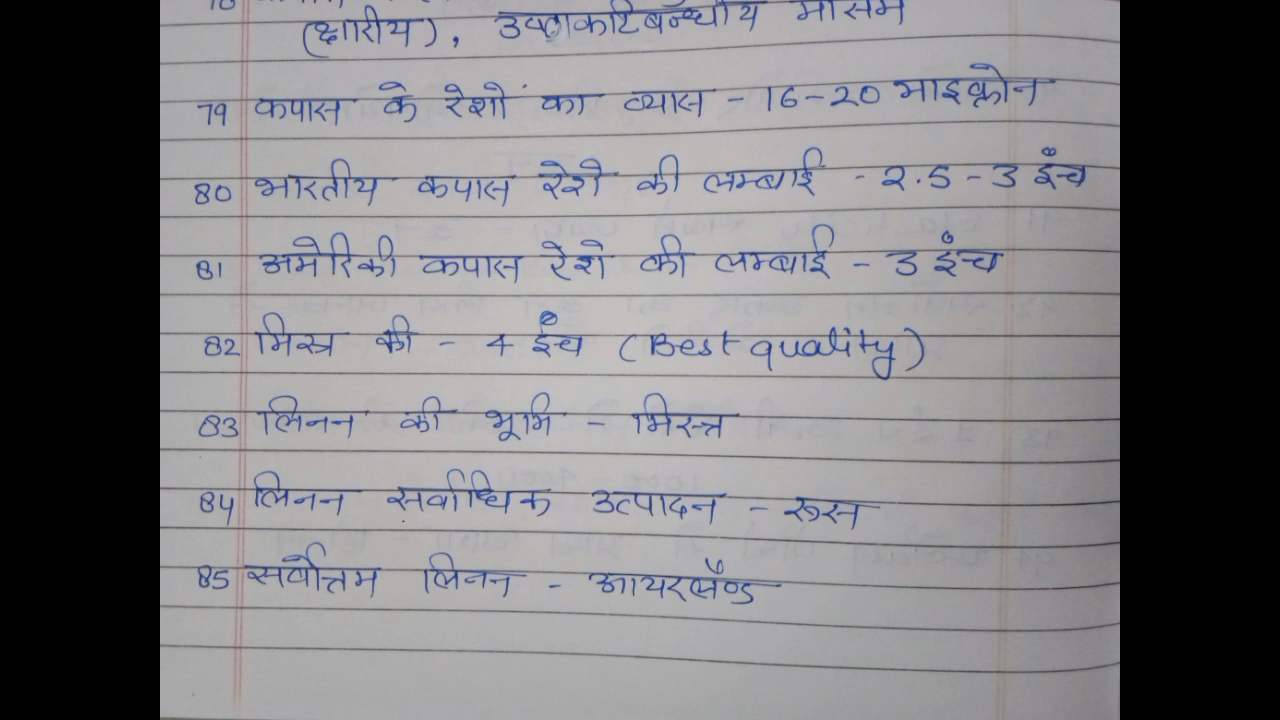 78
(क्षारीय), उष्णकटिबन्धीय मौसम
79 कपास के रेशों का व्यास - 16-20 माइक्रोन
80 भारतीय कपास रेशे की लम्बाई - 2.5 - 3 इँच
81 अमेरिकी कपास रेशे की लम्बाई - 3 इँच
82 मिस्त्र की - 4 इँच (Best quality)
83 लिनन की भूमि - मिस्त्र
84 लिनन सर्वाधिक उत्पादन - रूस
85 सर्वोत्तम लिनन - आयरलैण्ड